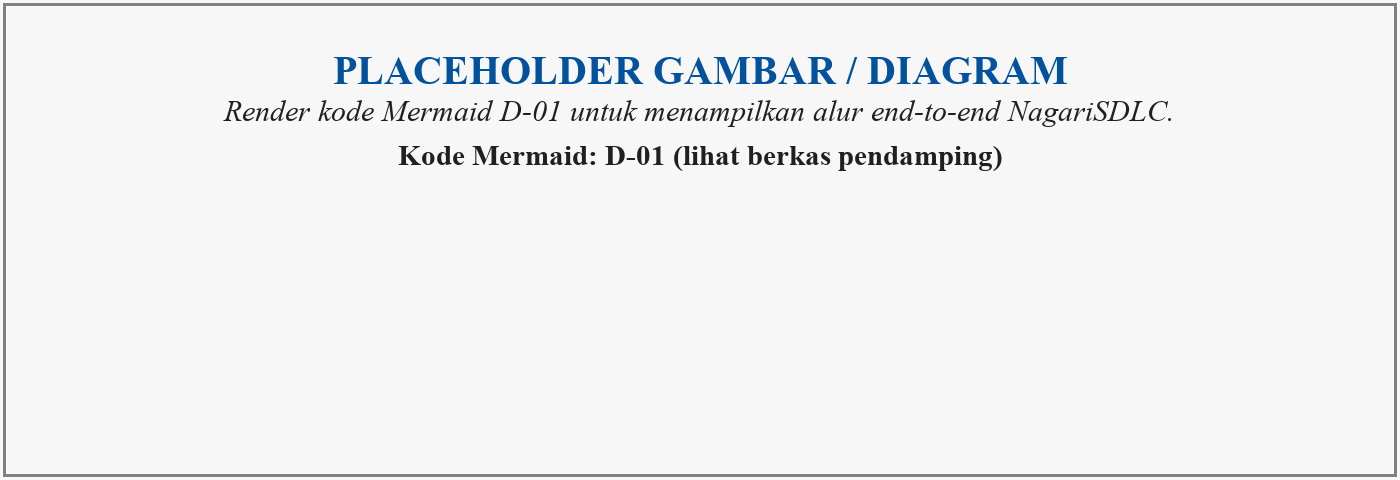 PLACEHOLDER GAMBAR / DIAGRAM
Render kode Mermaid D-01 untuk menampilkan alur end-to-end NagariSDLC.
Kode Mermaid: D-01 (lihat berkas pendamping)